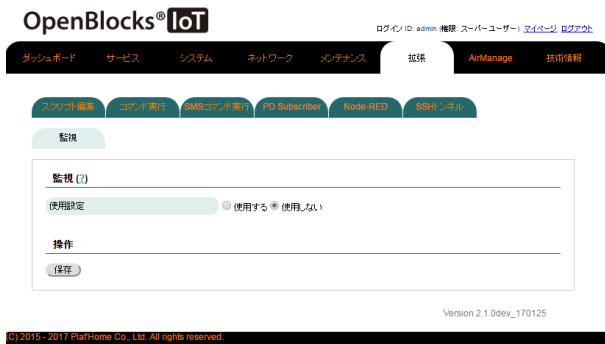 OpenBlocks® IoT
ログイン ID: admin (権限: スーパーユーザー) マイページ ログアウト
ダッシュボード サービス システム ネットワーク メンテナンス 拡張 AirManage 技術情報
スクリプト編集 コマンド実行 SMSコマンド実行 PD Subscriber Node-RED SSHトンネル
監視
監視 (?)
使用設定 使用する 使用しない
操作
保存
Version 2.1.0dev_170125
(C) 2015 - 2017 Plat'Home Co., Ltd. All rights reserved.